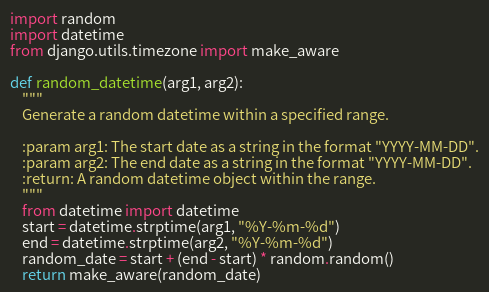 import random
import datetime
from django.utils.timezone import make_aware

def random_datetime(arg1, arg2):
    """
    Generate a random datetime within a specified range.

    :param arg1: The start date as a string in the format "YYYY-MM-DD".
    :param arg2: The end date as a string in the format "YYYY-MM-DD".
    :return: A random datetime object within the range.
    """
    from datetime import datetime
    start = datetime.strptime(arg1, "%Y-%m-%d")
    end = datetime.strptime(arg2, "%Y-%m-%d")
    random_date = start + (end - start) * random.random()
    return make_aware(random_date)